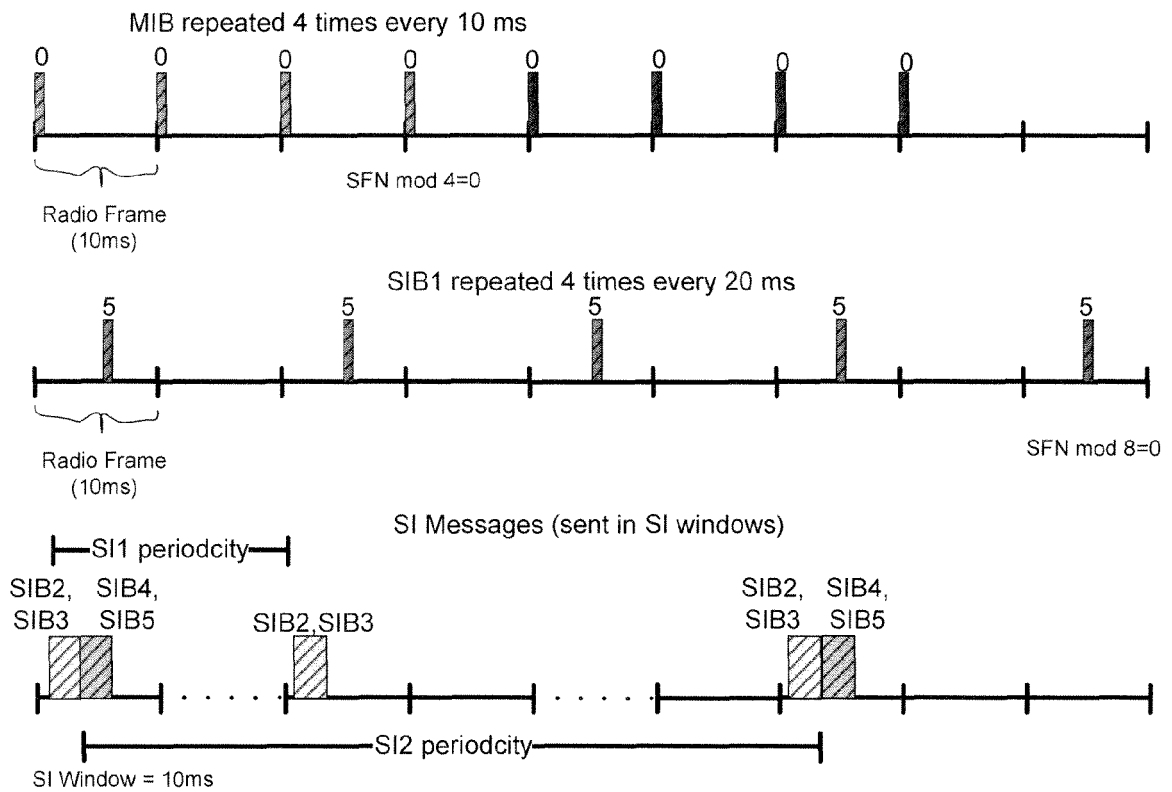 MIB repeated 4 times every 10 ms
0 0 0 0 0 0 0 0
SFN mod 4=0
Radio Frame
(10ms)
SIB1 repeated 4 times every 20 ms
5 5 5 5 5
Radio Frame
(10ms)
SFN mod 8=0
SI Messages (sent in SI windows)
SI1 periodcity
SIB2, SIB4, SIB2, SIB4,
SIB3 SIB5 SIB2,SIB3 SIB3 SIB5
SI2 periodcity
SI Window = 10ms